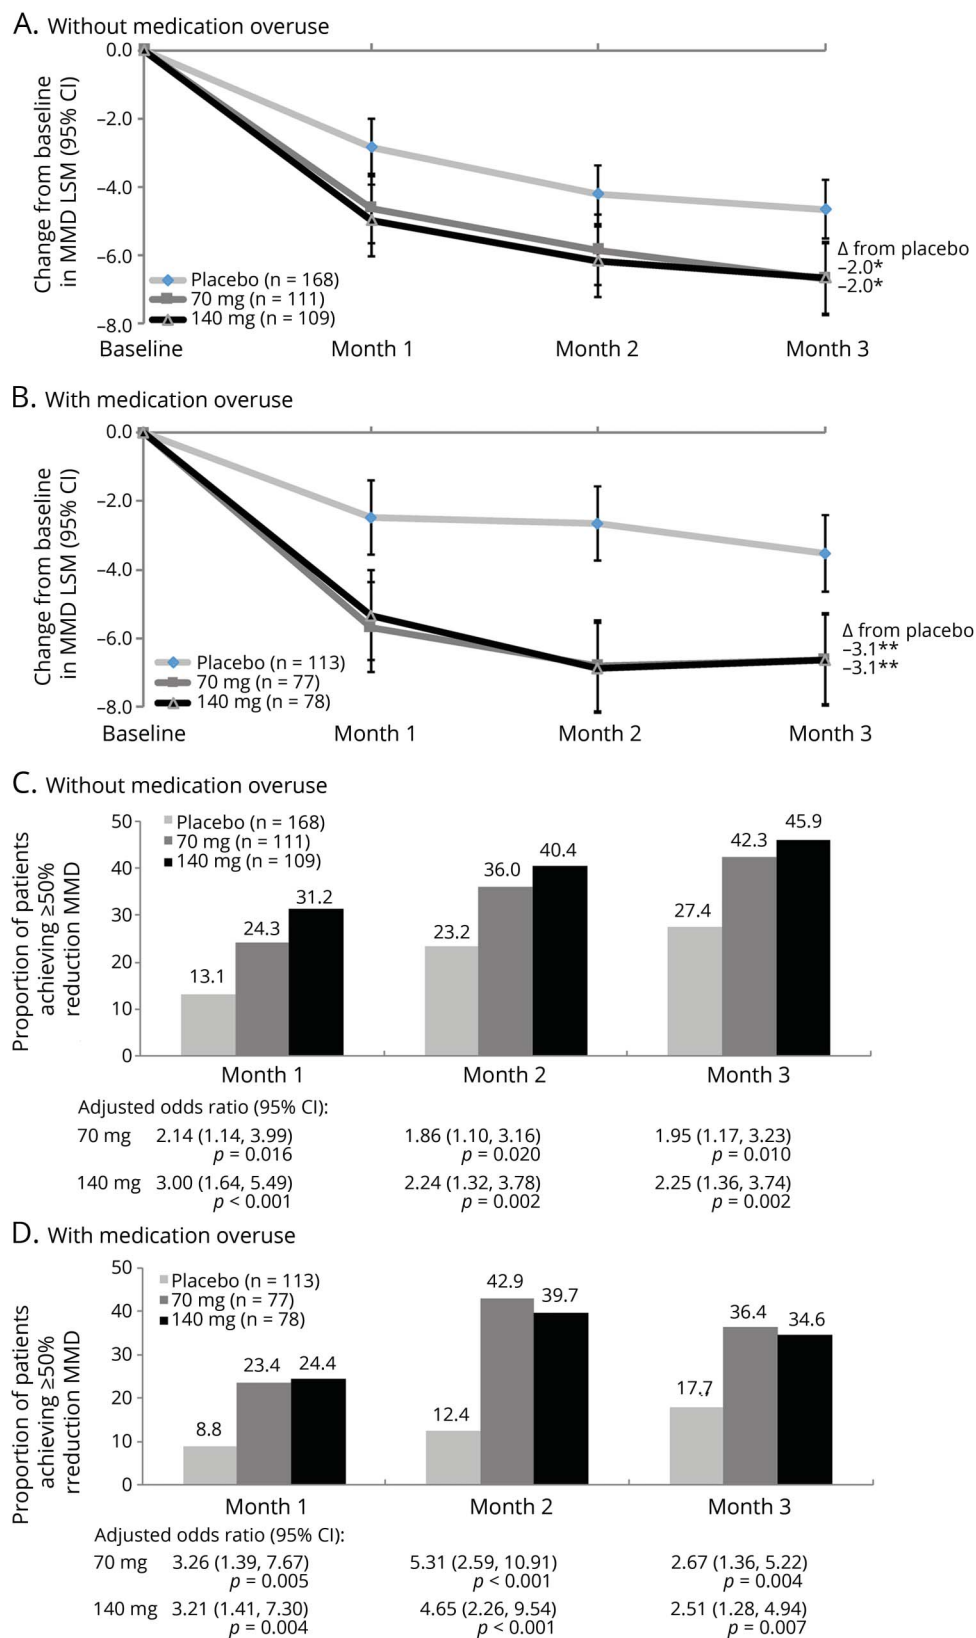 A. Without medication overuse
Change from baseline
in MMD LSM (95% CI)
0.0
–2.0
–4.0
–6.0
–8.0
Placebo (n = 168)
70 mg (n = 111)
140 mg (n = 109)
Δ from placebo
–2.0*
–2.0*
Baseline Month 1 Month 2 Month 3
B. With medication overuse
Change from baseline
in MMD LSM (95% CI)
0.0
–2.0
–4.0
–6.0
–8.0
Placebo (n = 113)
70 mg (n = 77)
140 mg (n = 78)
Δ from placebo
–3.1**
–3.1**
Baseline Month 1 Month 2 Month 3
C. Without medication overuse
Proportion of patients
achieving ≥50%
reduction MMD
50
40
30
20
10
0
Placebo (n = 168)
70 mg (n = 111)
140 mg (n = 109)
13.1 24.3 31.2
23.2 36.0 40.4
27.4 42.3 45.9
Month 1 Month 2 Month 3
Adjusted odds ratio (95% CI):
70 mg 2.14 (1.14, 3.99) 1.86 (1.10, 3.16) 1.95 (1.17, 3.23)
p = 0.016 p = 0.020 p = 0.010
140 mg 3.00 (1.64, 5.49) 2.24 (1.32, 3.78) 2.25 (1.36, 3.74)
p < 0.001 p = 0.002 p = 0.002
D. With medication overuse
Proportion of patients
achieving ≥50%
rreduction MMD
50
40
30
20
10
0
Placebo (n = 113)
70 mg (n = 77)
140 mg (n = 78)
8.8 23.4 24.4
12.4 42.9 39.7
17.7 36.4 34.6
Month 1 Month 2 Month 3
Adjusted odds ratio (95% CI):
70 mg 3.26 (1.39, 7.67) 5.31 (2.59, 10.91) 2.67 (1.36, 5.22)
p = 0.005 p < 0.001 p = 0.004
140 mg 3.21 (1.41, 7.30) 4.65 (2.26, 9.54) 2.51 (1.28, 4.94)
p = 0.004 p < 0.001 p = 0.007